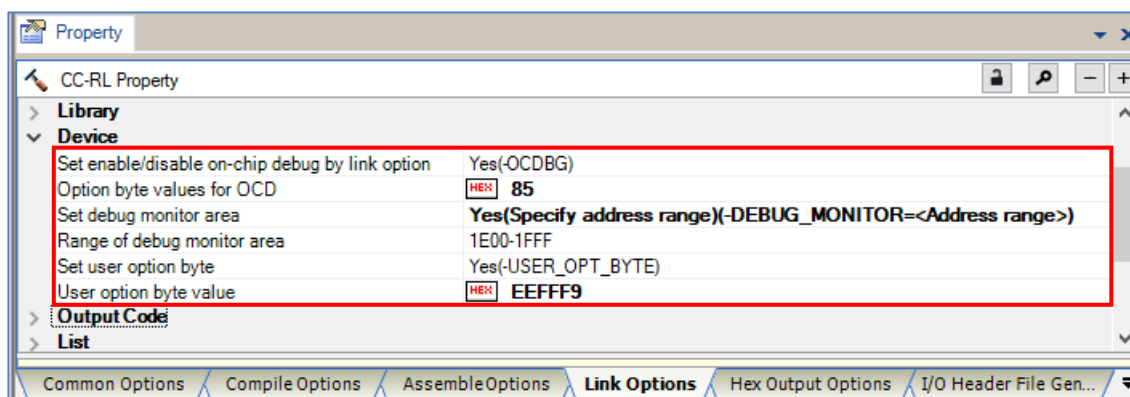 Property
CC-RL Property
Library
Device
Set enable/disable on-chip debug by link option Yes(-OCDBG)
Option byte values for OCD HEX 85
Set debug monitor area Yes(Specify address range)(-DEBUG_MONITOR=<Address range>)
Range of debug monitor area 1E00-1FFF
Set user option byte Yes(-USER_OPT_BYTE)
User option byte value HEX EEFFF9
Output Code
List
Common Options Compile Options AssembleOptions Link Options Hex Output Options I/O Header File Gen...